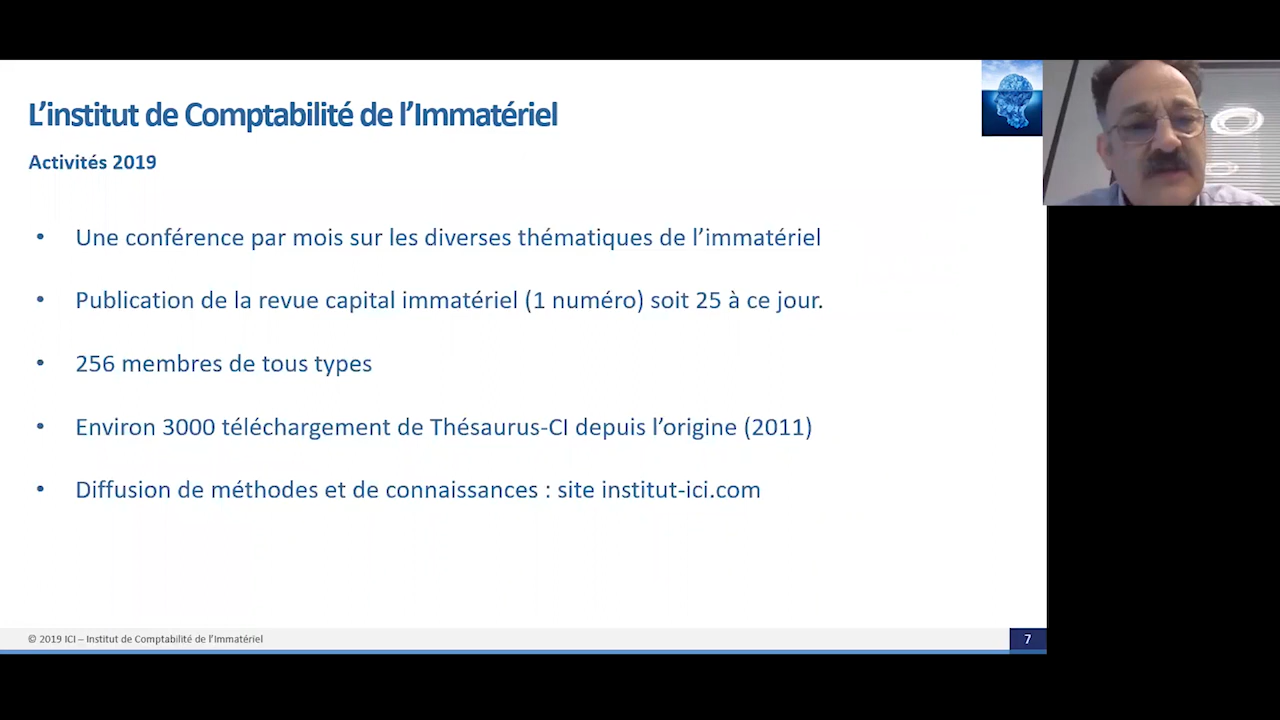 L’institut de Comptabilité de l’Immatériel
Activités 2019
• Une conférence par mois sur les diverses thématiques de l’immatériel
• Publication de la revue capital immatériel (1 numéro) soit 25 à ce jour.
• 256 membres de tous types
• Environ 3000 téléchargement de Thésaurus-CI depuis l’origine (2011)
• Diffusion de méthodes et de connaissances : site institut-ici.com
© 2019 ICI – Institut de Comptabilité de l’Immatériel
7